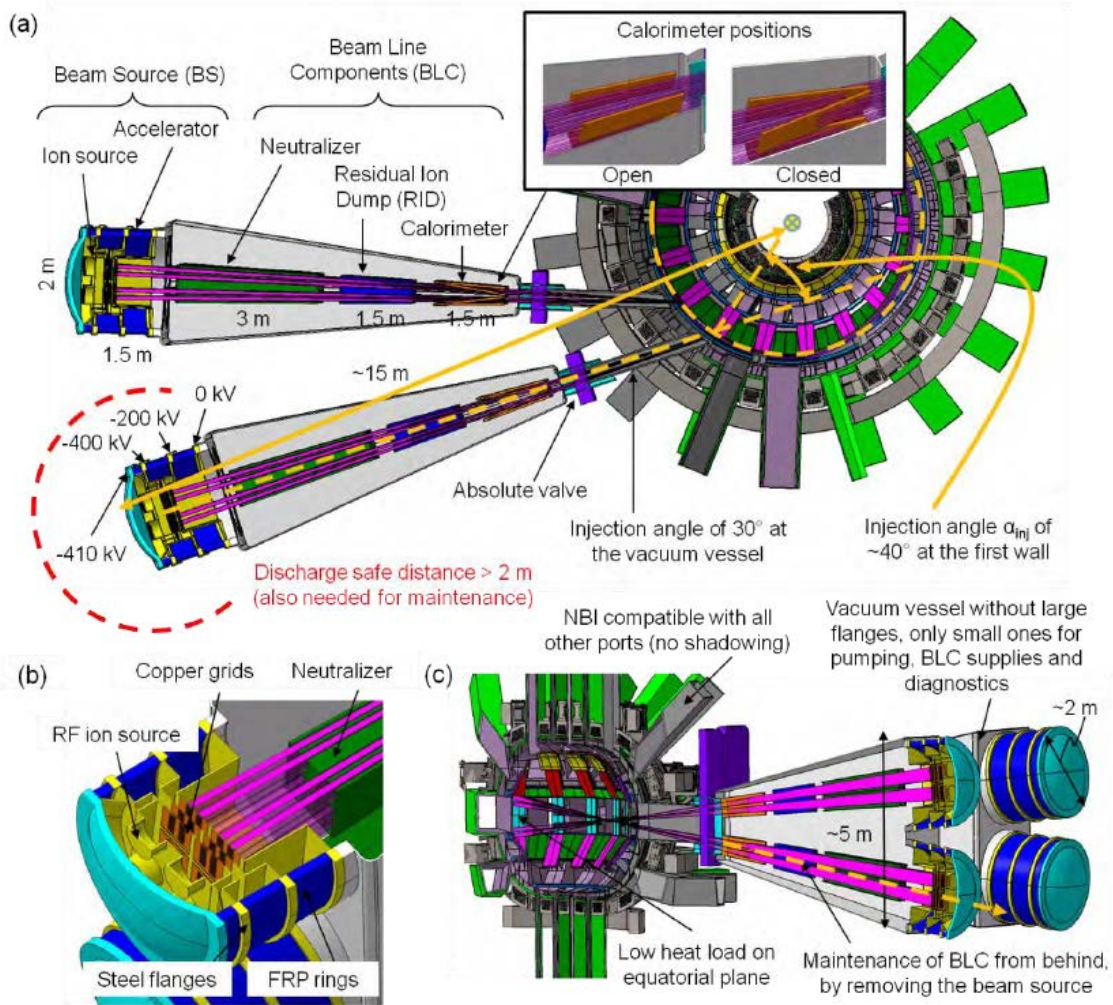 (a)
Beam Source (BS)
Beam Line
Components (BLC)
Accelerator
Ion source
Neutralizer
Residual Ion
Dump (RID)
Calorimeter
Calorimeter positions
Open
Closed
2 m
3 m
1.5 m
1.5 m
1.5 m
~15 m
0 kV
-200 kV
-400 kV
-410 kV
Absolute valve
Injection angle of 30° at
the vacuum vessel
Injection angle αinj of
~40° at the first wall
Discharge safe distance > 2 m
(also needed for maintenance)
(b)
Copper grids
Neutralizer
RF ion source
Steel flanges
FRP rings
(c)
NBI compatible with all
other ports (no shadowing)
Vacuum vessel without large
flanges, only small ones for
pumping, BLC supplies and
diagnostics
~2 m
~5 m
Low heat load on
equatorial plane
Maintenance of BLC from behind,
by removing the beam source